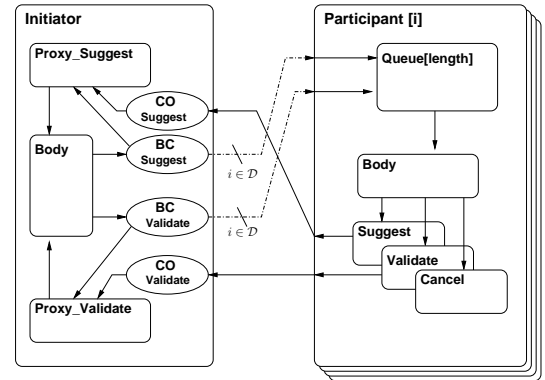 Initiator
Proxy_Suggest
CO
Suggest
BC
Suggest
Body
BC
Validate
CO
Validate
Proxy_Validate
i ∈ 𝒟
i ∈ 𝒟
Participant [i]
Queue[length]
Body
Suggest
Validate
Cancel